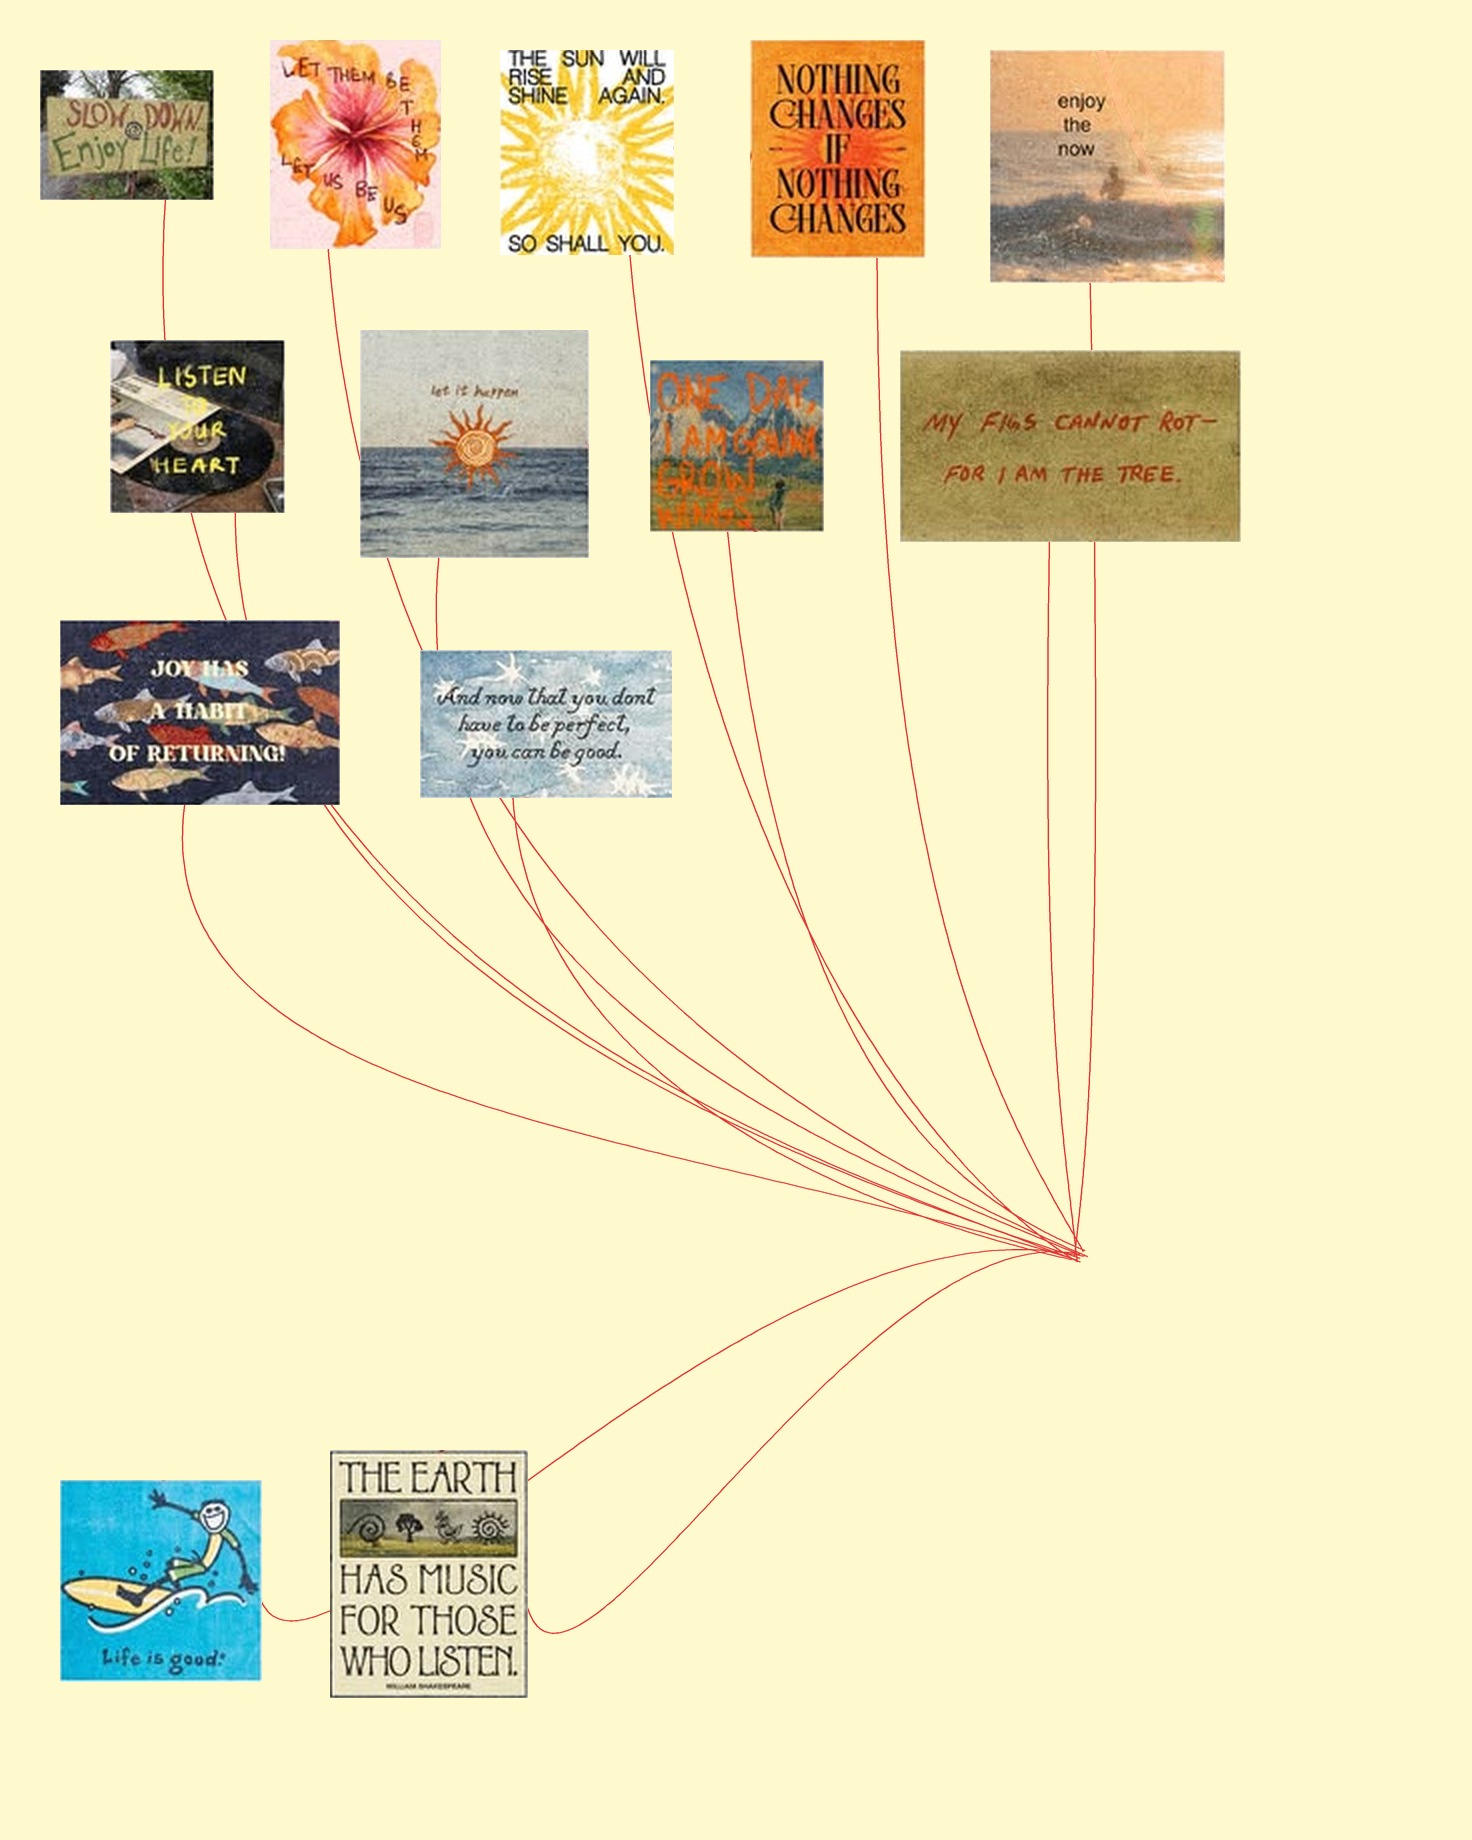 SLOW DOWN
Enjoy Life!
LET THEM BE
THEM
LET US BE US
THE SUN WILL
RISE AND
SHINE AGAIN.
SO SHALL YOU.
NOTHING
CHANGES
IF
NOTHING
CHANGES
enjoy
the
now
LISTEN
TO
YOUR
HEART
let it happen
ONE DAY,
I AM GOUNA
GROW
WINGS
MY FIGS CANNOT ROT—
FOR I AM THE TREE.
JOY HAS
A HABIT
OF RETURNING!
And now that you dont
have to be perfect,
you can be good.
Life is good.®
THE EARTH
HAS MUSIC
FOR THOSE
WHO LISTEN.
WILLIAM SHAKESPEARE